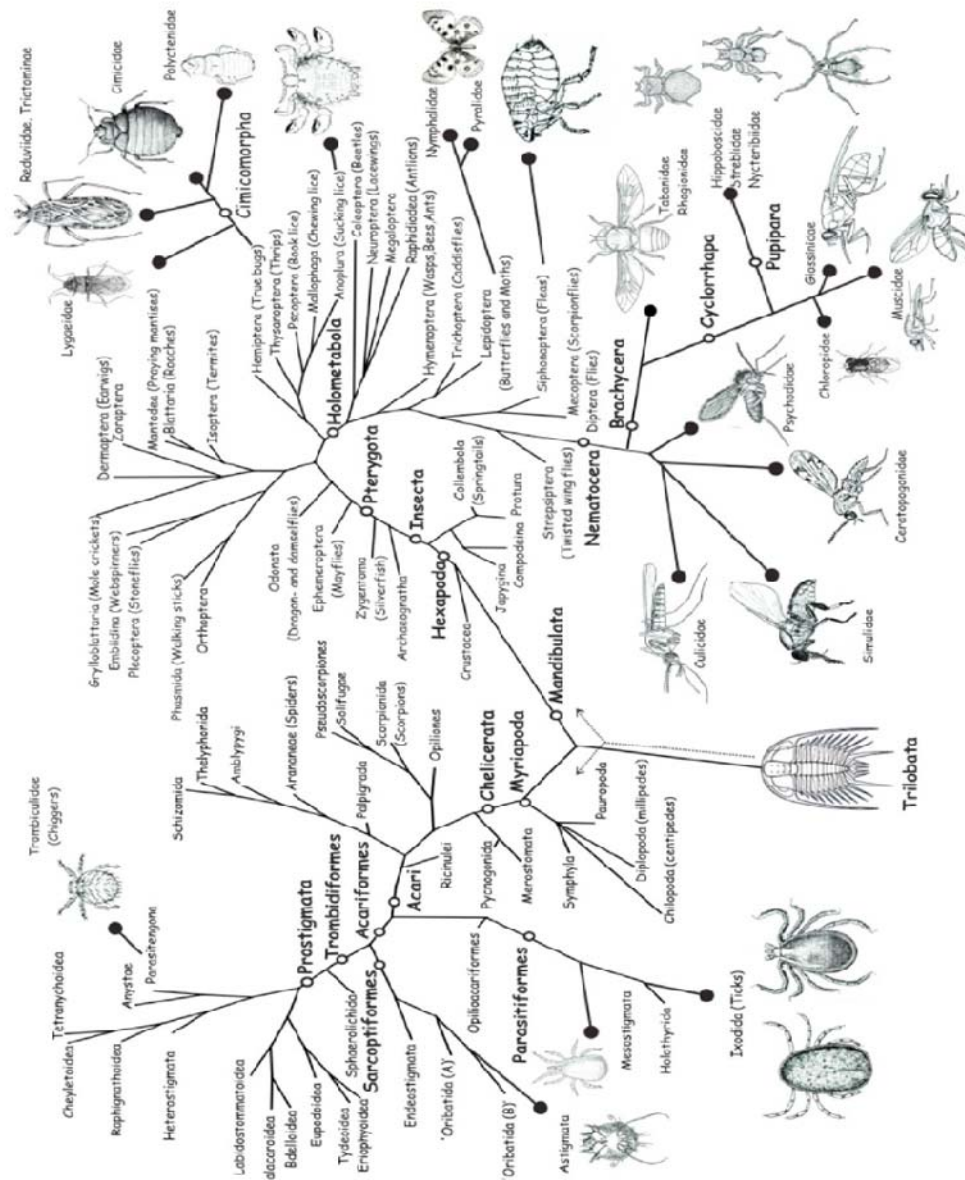 Reduviidae, Triatominae
Cimicidae
Polyctenidae
Lygaeidae
Cimicomorpha
Dermaptera (Earwigs)
Zoraptera
Mantodea (Praying mantises)
Blattaria (Roaches)
Isoptera (Termites)
Hemiptera (True bugs)
Thysanoptera (Thrips)
Psocoptera (Book lice)
Mallophaga (Chewing lice)
Anoplura (Sucking lice)
Holometabola
Coleoptera (Beetles)
Neuroptera (Lacewings)
Megaloptera
Raphidioidea (Antlions)
Hymenoptera (Wasps, Bees, Ants)
Trichoptera (Caddisflies)
Lepidoptera
(Butterflies and Moths)
Nymphalidae
Pyralidae
Siphonaptera (Fleas)
Mecoptera (Scorpionflies)
Diptera (Flies)
Strepsiptera
(Twisted wing flies)
Grylloblattaria (Mole crickets)
Embiidina (Webspinners)
Plecoptera (Stoneflies)
Phasmida (Walking sticks)
Orthoptera
Odonata
(Dragon- and damselflies)
Ephemeroptera
(Mayflies)
Zygentoma
(Silverfish)
Archaeognatha
Pterygota
Insecta
Hexapoda
Crustacea
Collembola
(Springtails)
Protura
Campodeina
Japygina
Nematocera
Brachycera
Tabanidae
Rhagionidae
Cyclorrhapa
Pupipara
Hippoboscidae
Streblidae
Nycteribiidae
Glossinidae
Muscidae
Chloropidae
Psychodidae
Ceratopogonidae
Simulidae
Culicidae
Mandibulata
Trilobata
Myriapoda
Pauropoda
Diplopoda (millipedes)
Chilopoda (centipedes)
Symphyla
Chelicerata
Merostomata
Pycnogonida
Opiliones
Scorpionida
(Scorpions)
Solifugae
Pseudoscorpiones
Ricinulei
Palpigrada
Arananeae (Spiders)
Amblypygi
Thelyphonida
Schizomida
Acari
Acariformes
Trombidiformes
Prostigmata
Trombiculidae
(Chiggers)
Parasitengona
Anystae
Tetranychoidea
Cheyletoidea
Raphignathoidea
Heterostigmata
Labidostommatoidea
Bdelloidea
Eupodoidea
Tydeoidea
Eriophyoidea
Sphaerolichida
Sarcoptiformes
Endeostigmata
'Oribatida (A)'
'Oribatida (B)'
Astigmata
Opilioacariformes
Parasitiformes
Mesostigmata
Holothyrida
Ixodida (Ticks)